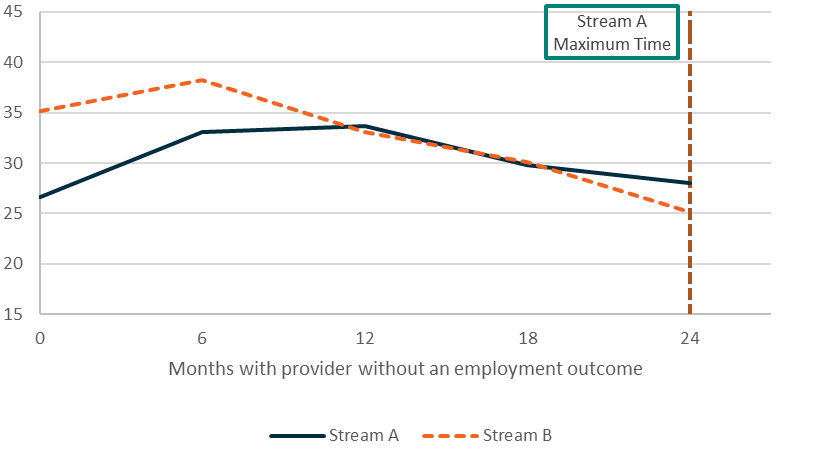 45
Stream A
Maximum Time
40
35
30
25
20
15
0 6 12 18 24
Months with provider without an employment outcome
Stream A Stream B